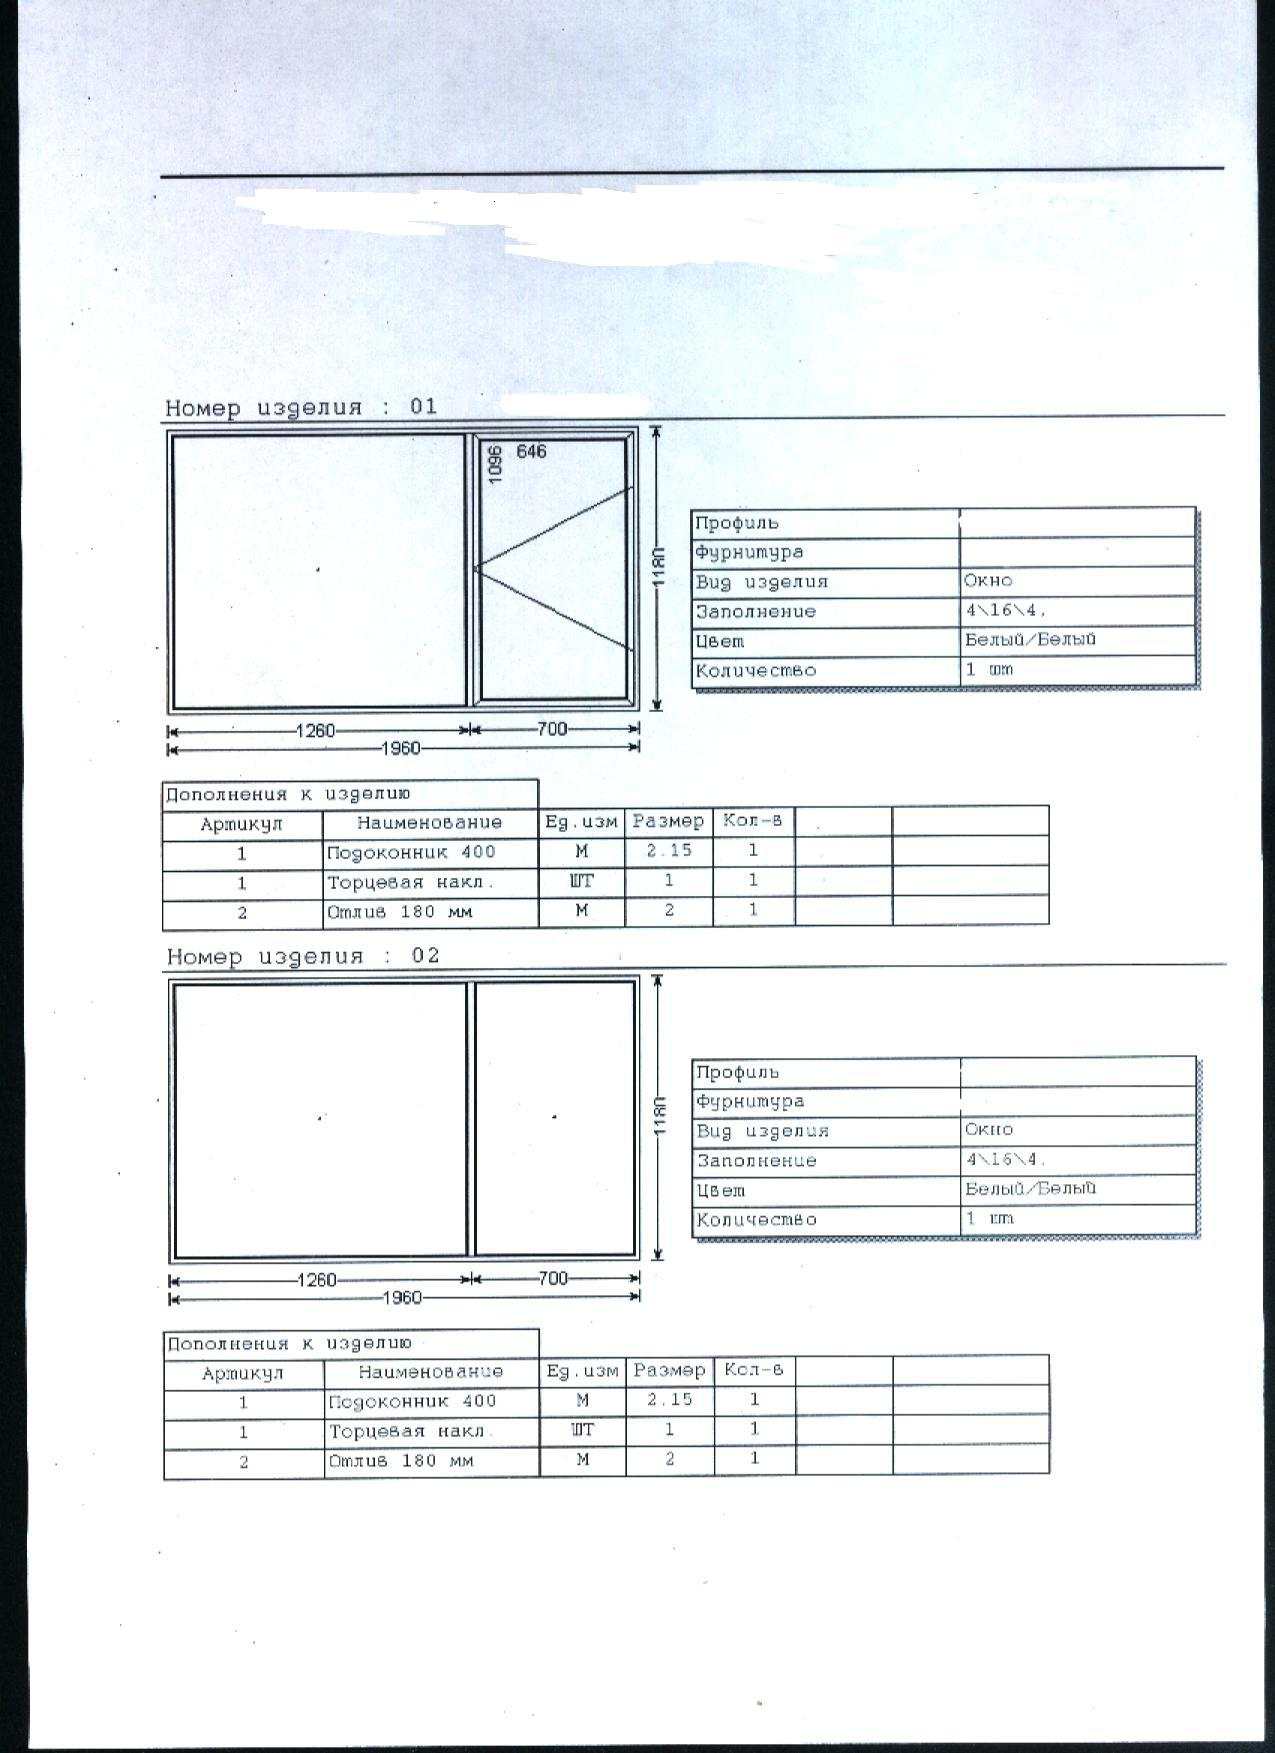 Номер изделия : 01
1096 646
1180
1260 700
1960
Профиль
Фурнитура
Вид изделия Окно
Заполнение 4\16\4.
Цвет Белый/Белый
Количество 1 шт
Дополнения к изделию
Артикул Наименование Ед.изм Размер Кол-в
1 Подоконник 400 М 2.15 1
1 Торцевая накл. ШТ 1 1
2 Отлив 180 мм М 2 1
Номер изделия : 02
1180
1260 700
1960
Профиль
Фурнитура
Вид изделия Окно
Заполнение 4\16\4.
Цвет Белый/Белый
Количество 1 шт
Дополнения к изделию
Артикул Наименование Ед.изм Размер Кол-в
1 Подоконник 400 М 2.15 1
1 Торцевая накл. ШТ 1 1
2 Отлив 180 мм М 2 1